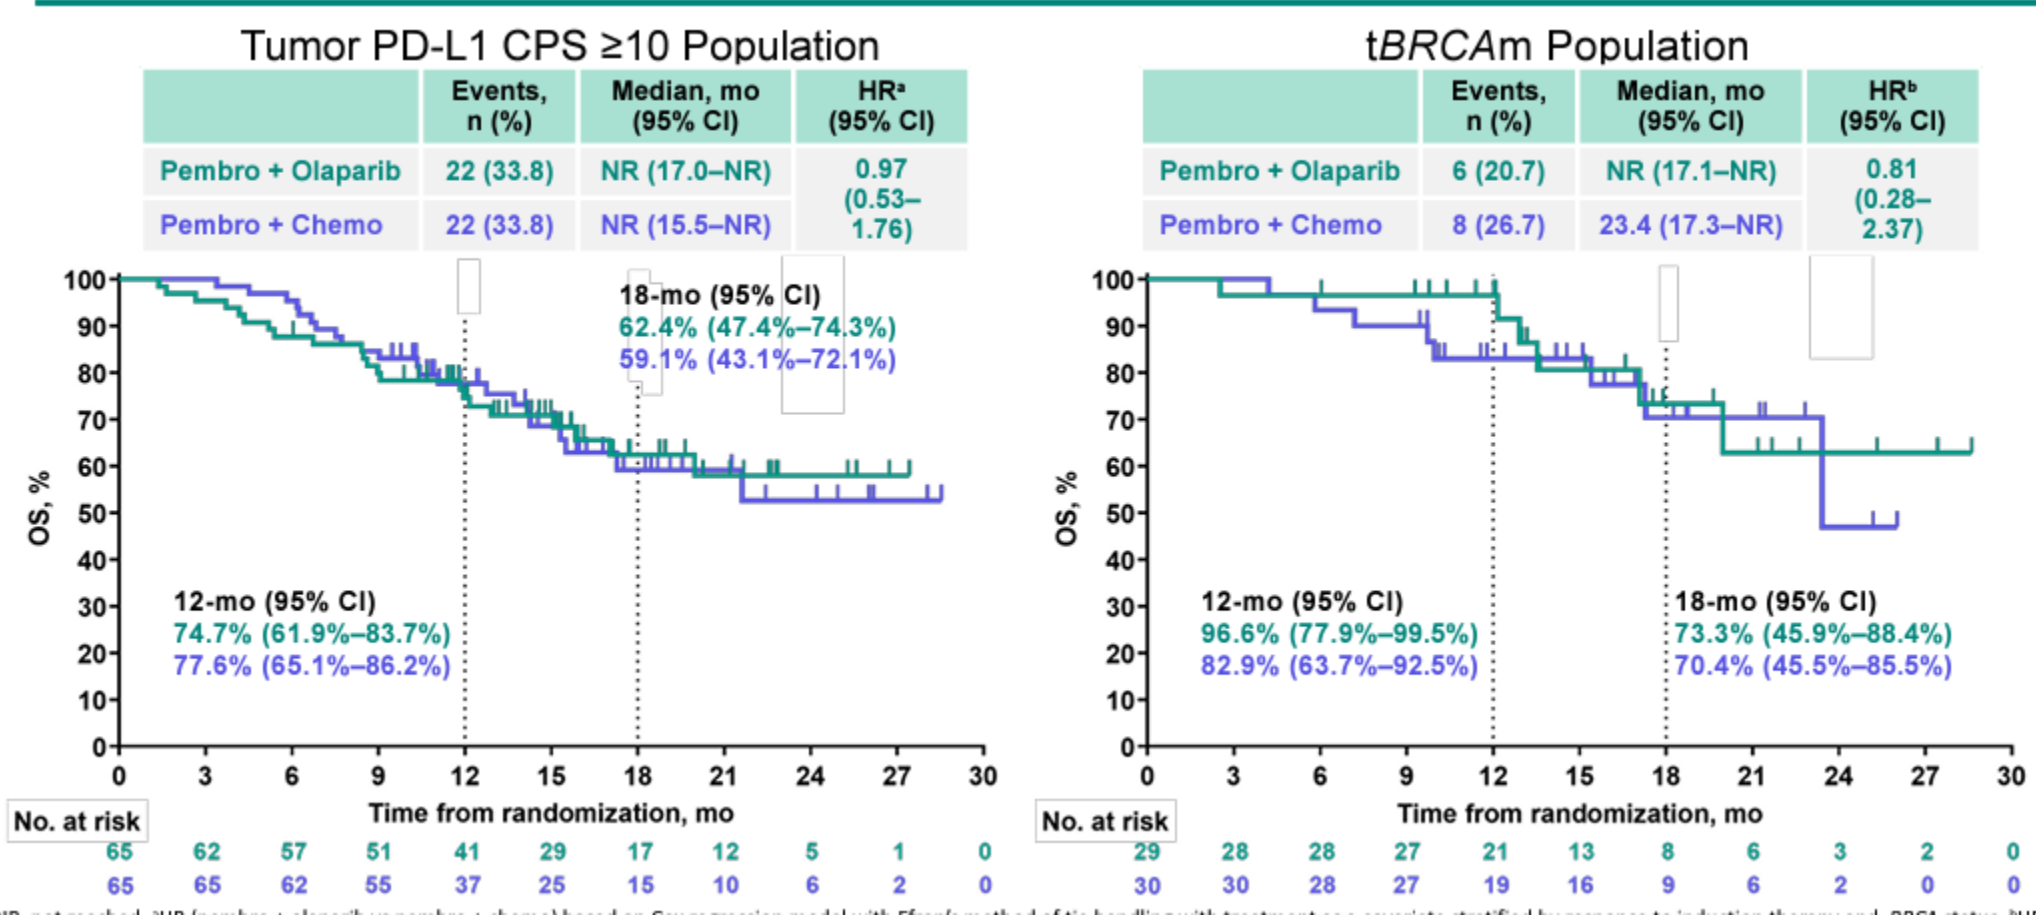 Tumor PD-L1 CPS ≥10 Population
Events, n (%) Median, mo (95% CI) HRᵃ (95% CI)
Pembro + Olaparib 22 (33.8) NR (17.0–NR) 0.97 (0.53–1.76)
Pembro + Chemo 22 (33.8) NR (15.5–NR)
18-mo (95% CI)
62.4% (47.4%–74.3%)
59.1% (43.1%–72.1%)
100
90
80
70
60
50
40
30
20
10
0
OS, %
12-mo (95% CI)
74.7% (61.9%–83.7%)
77.6% (65.1%–86.2%)
0 3 6 9 12 15 18 21 24 27 30
Time from randomization, mo
No. at risk
65 62 57 51 41 29 17 12 5 1 0
65 65 62 55 37 25 15 10 6 2 0
tBRCAm Population
Events, n (%) Median, mo (95% CI) HRᵇ (95% CI)
Pembro + Olaparib 6 (20.7) NR (17.1–NR) 0.81 (0.28–2.37)
Pembro + Chemo 8 (26.7) 23.4 (17.3–NR)
100
90
80
70
60
50
40
30
20
10
0
OS, %
12-mo (95% CI)
96.6% (77.9%–99.5%)
82.9% (63.7%–92.5%)
18-mo (95% CI)
73.3% (45.9%–88.4%)
70.4% (45.5%–85.5%)
0 3 6 9 12 15 18 21 24 27 30
Time from randomization, mo
No. at risk
29 28 28 27 21 13 8 6 3 2 0
30 30 28 27 19 16 9 6 2 0 0